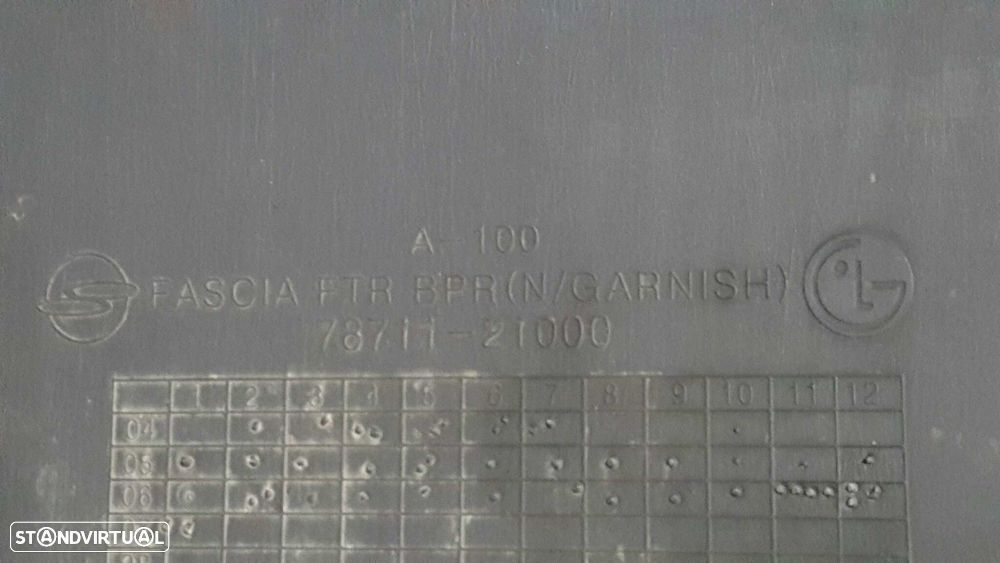 A-100
FASCIA FTR BPR(N/GARNISH)
78711-21000
1 2 3 4 5 6 7 8 9 10 11 12
04
05
06
STANDVIRTUAL